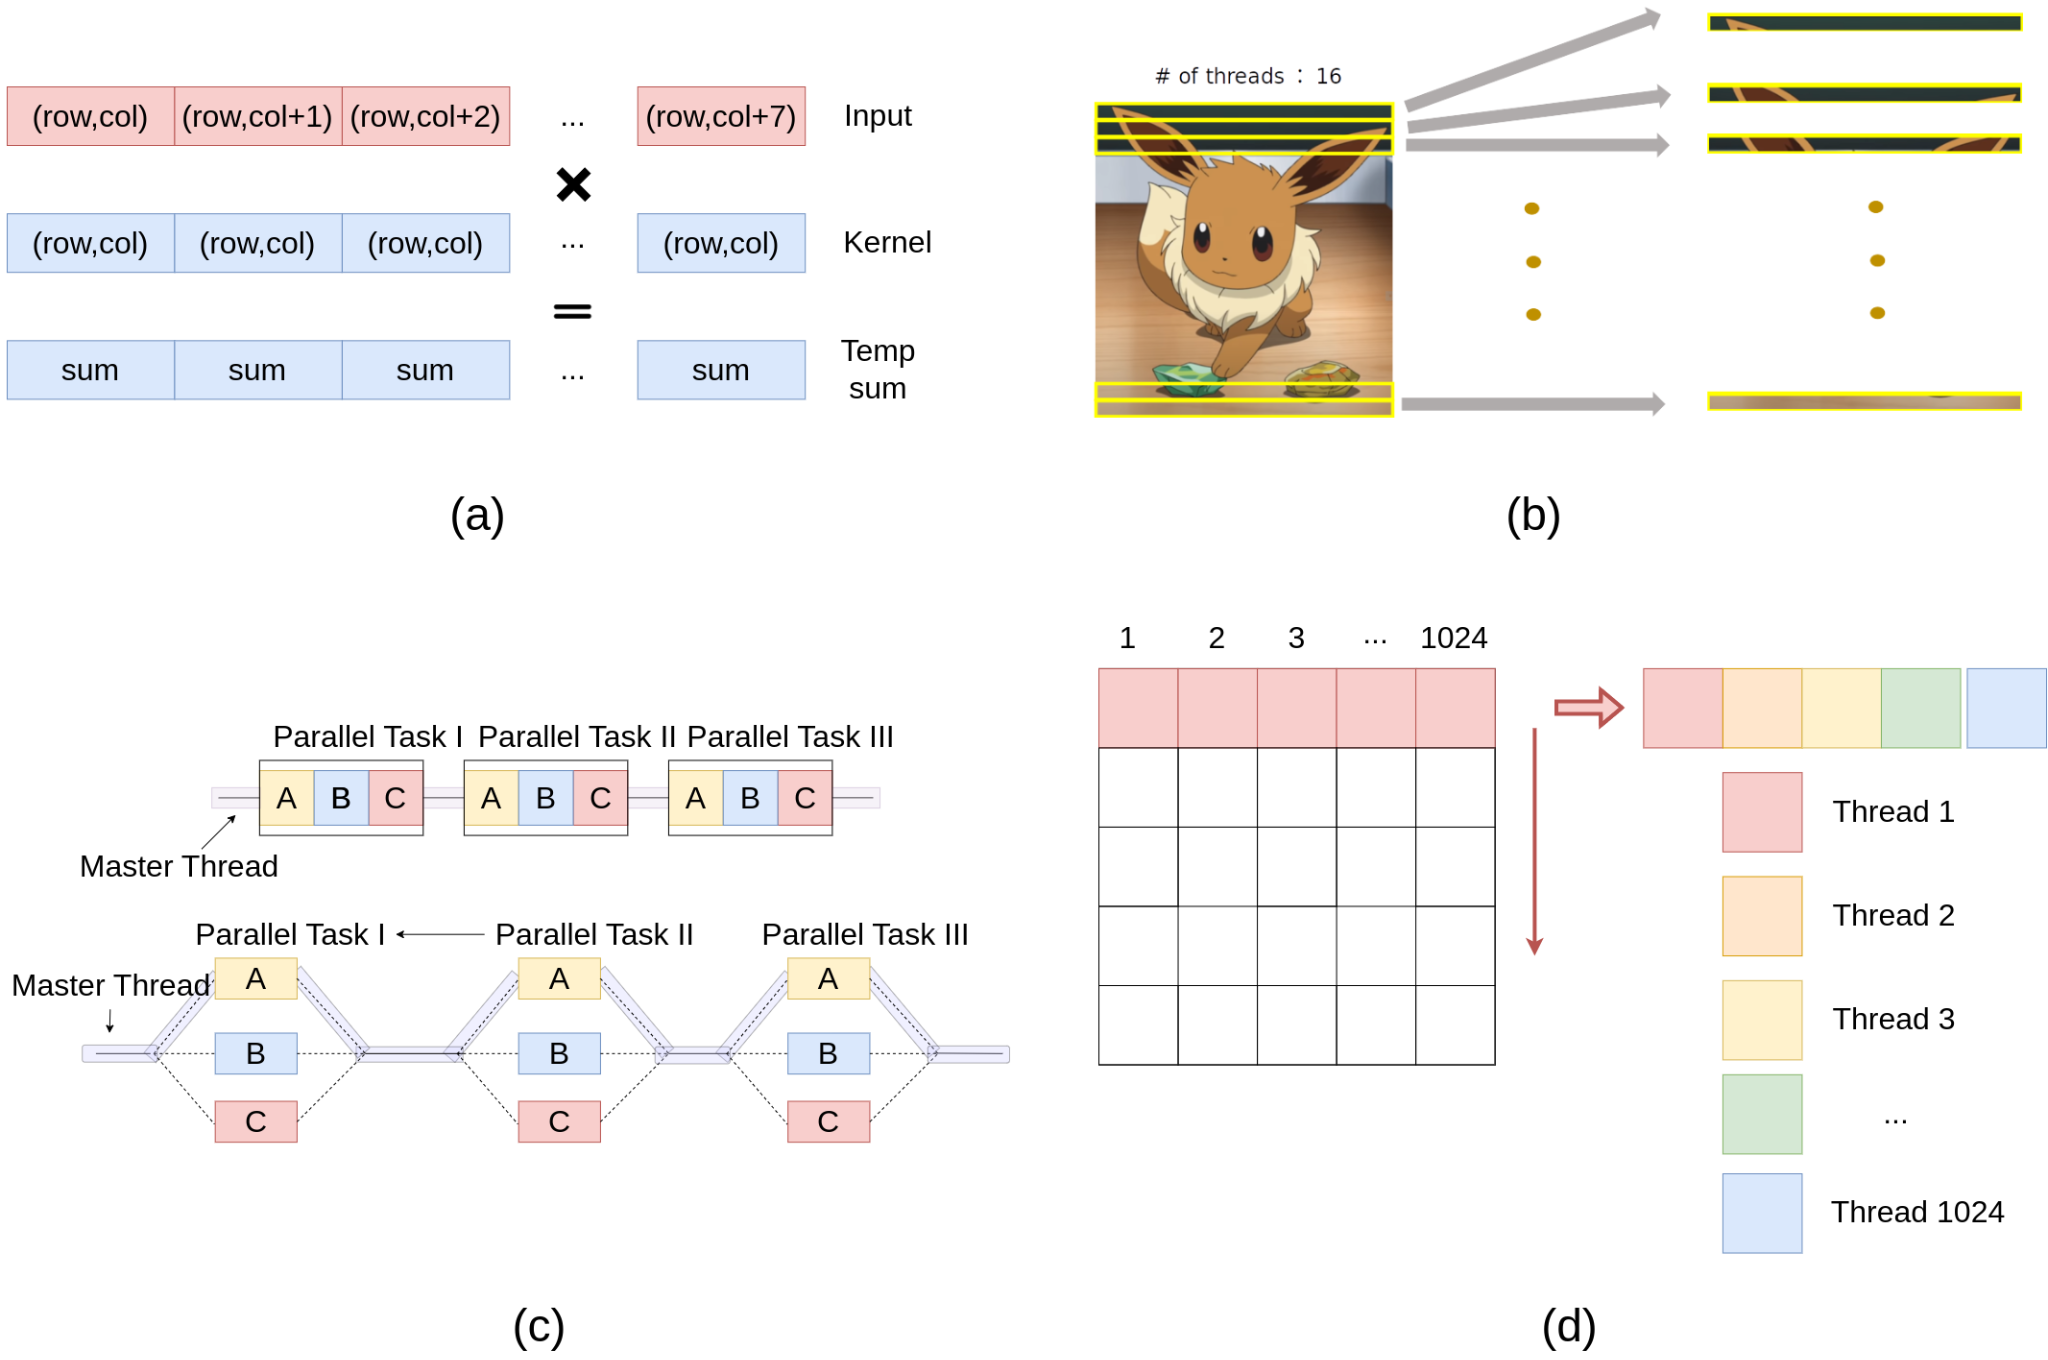 (row,col) (row,col+1) (row,col+2) ... (row,col+7) Input
(row,col) (row,col) (row,col) ... (row,col) Kernel
sum sum sum ... sum Temp
sum
(a)
# of threads : 16
(b)
Parallel Task I Parallel Task II Parallel Task III
A B C A B C A B C
Master Thread
Parallel Task I Parallel Task II Parallel Task III
Master Thread
A A A
B B B
C C C
(c)
1 2 3 ... 1024
Thread 1
Thread 2
Thread 3
...
Thread 1024
(d)